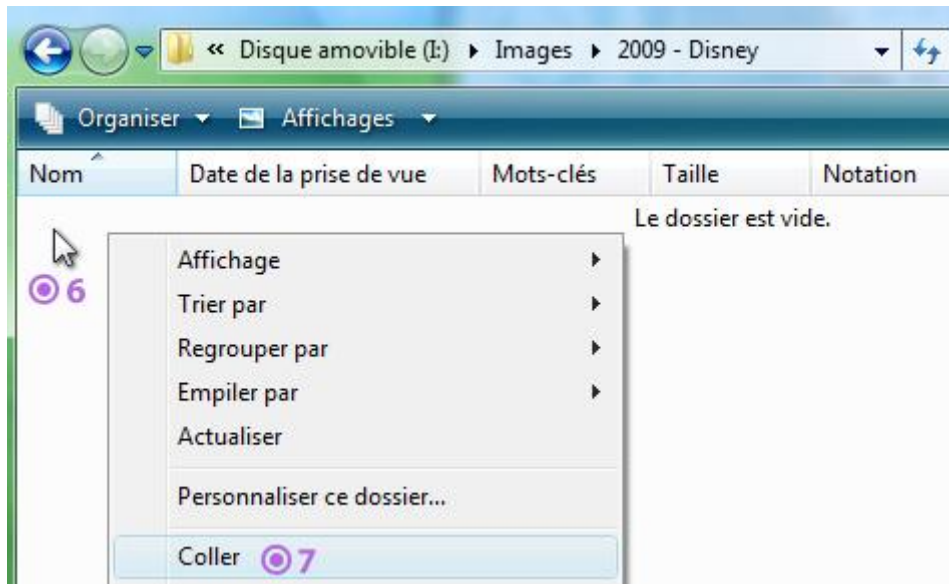 « Disque amovible (I:) Images 2009 - Disney
Organiser Affichages
Nom Date de la prise de vue Mots-clés Taille Notation
Le dossier est vide.
6
Affichage
Trier par
Regrouper par
Empiler par
Actualiser
Personnaliser ce dossier...
Coller 7